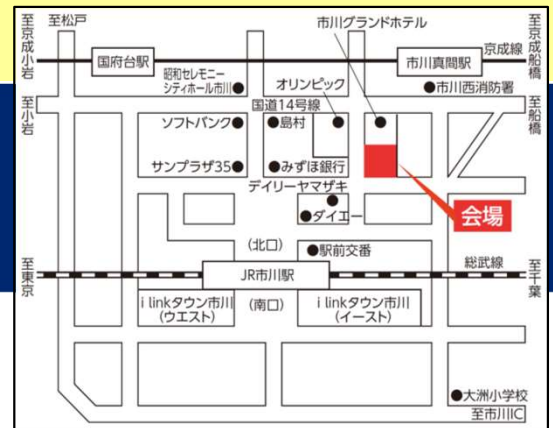 至京成小岩
至松戸
市川グランドホテル
至京成船橋
国府台駅
昭和セレモニー
シティホール市川
オリンピック
市川真間駅
京成線
市川西消防署
国道14号線
至小岩
ソフトバンク
島村
至船橋
サンプラザ35
みずほ銀行
デイリーヤマザキ
ダイエー
会場
(北口)
駅前交番
至東京
JR市川駅
総武線
至千葉
i linkタウン市川
(ウエスト)
(南口)
i linkタウン市川
(イースト)
大洲小学校
至市川IC